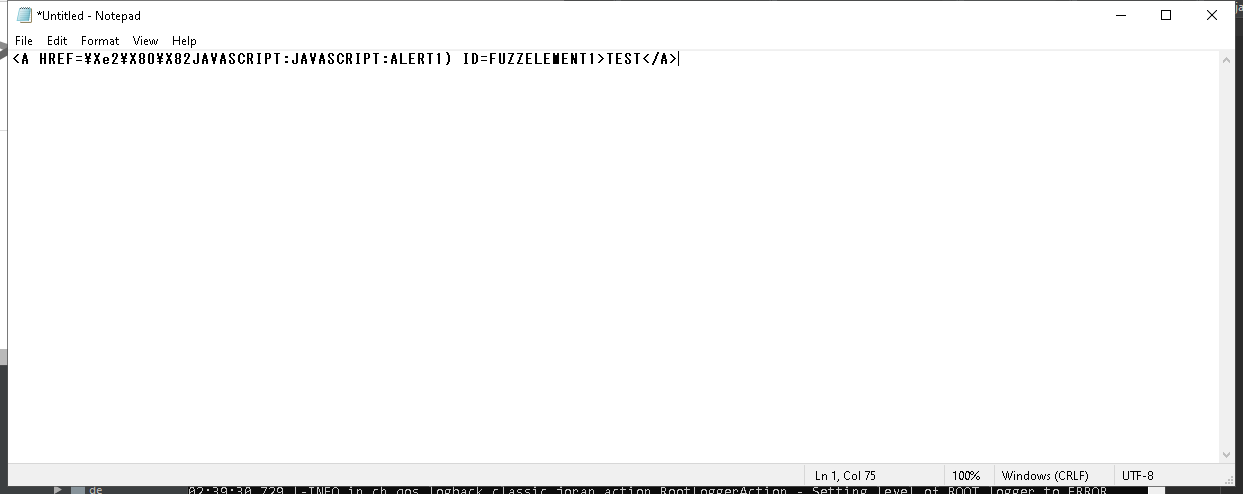 *Untitled - Notepad
File Edit Format View Help
<A HREF=¥Xe2¥X80¥X82JAVASCRIPT:JAVASCRIPT:ALERT1) ID=FUZZELEMENT1>TEST</A>
Ln 1, Col 75 100% Windows (CRLF) UTF-8
de 02:39:30,729 |-INFO in ch.qos.logback.classic.joran.action.RootLoggerAction - Setting level of ROOT logger to ERROR